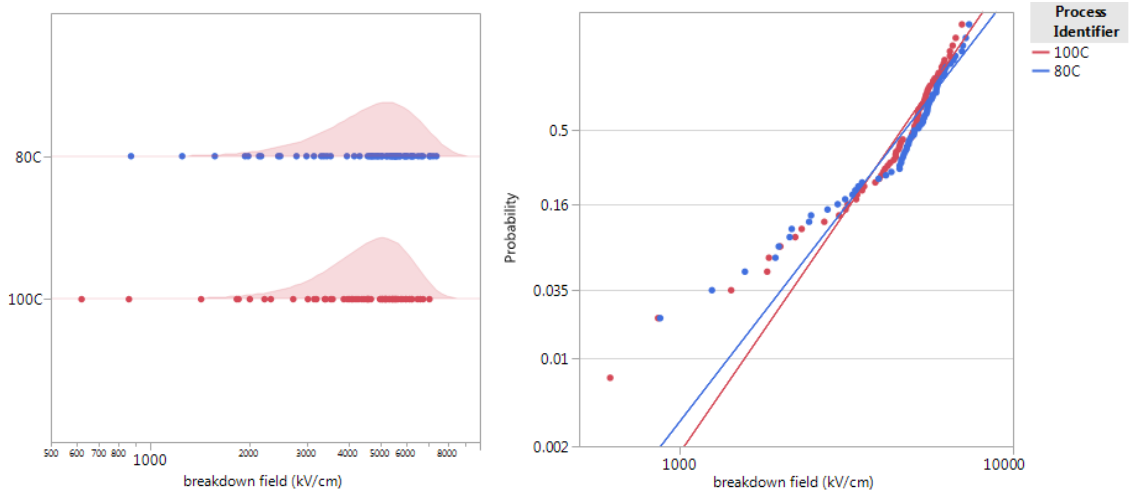 80C
100C
500 600 700 800 1000 2000 3000 4000 5000 6000 8000
breakdown field (kV/cm)
Probability
0.5
0.16
0.035
0.01
0.002
1000 10000
breakdown field (kV/cm)
Process
Identifier
100C
80C